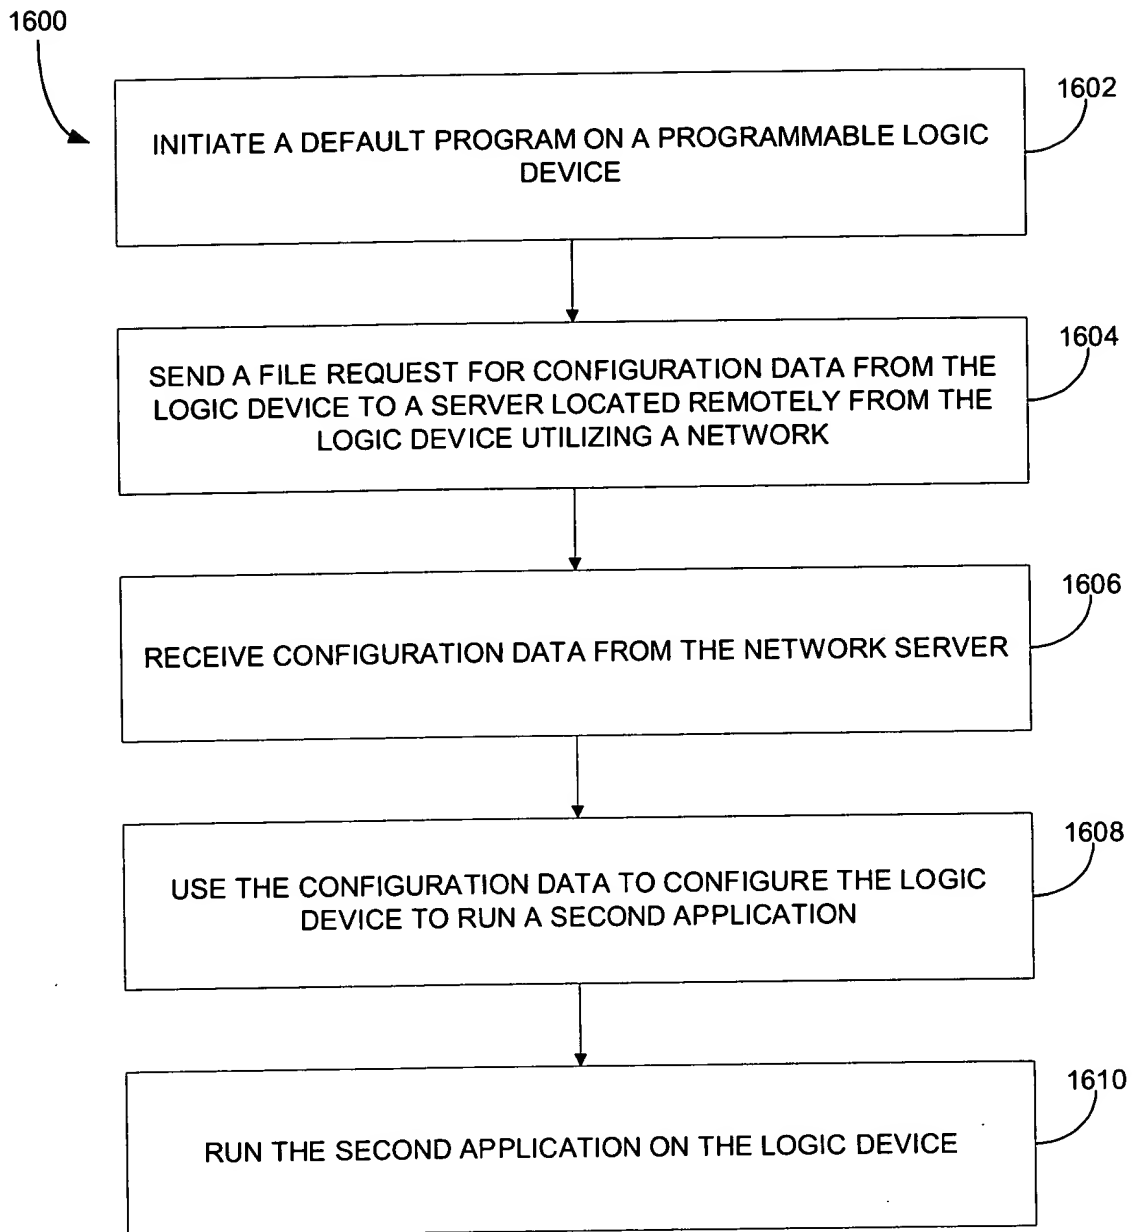 1600
1602
INITIATE A DEFAULT PROGRAM ON A PROGRAMMABLE LOGIC
DEVICE
1604
SEND A FILE REQUEST FOR CONFIGURATION DATA FROM THE
LOGIC DEVICE TO A SERVER LOCATED REMOTELY FROM THE
LOGIC DEVICE UTILIZING A NETWORK
1606
RECEIVE CONFIGURATION DATA FROM THE NETWORK SERVER
1608
USE THE CONFIGURATION DATA TO CONFIGURE THE LOGIC
DEVICE TO RUN A SECOND APPLICATION
1610
RUN THE SECOND APPLICATION ON THE LOGIC DEVICE